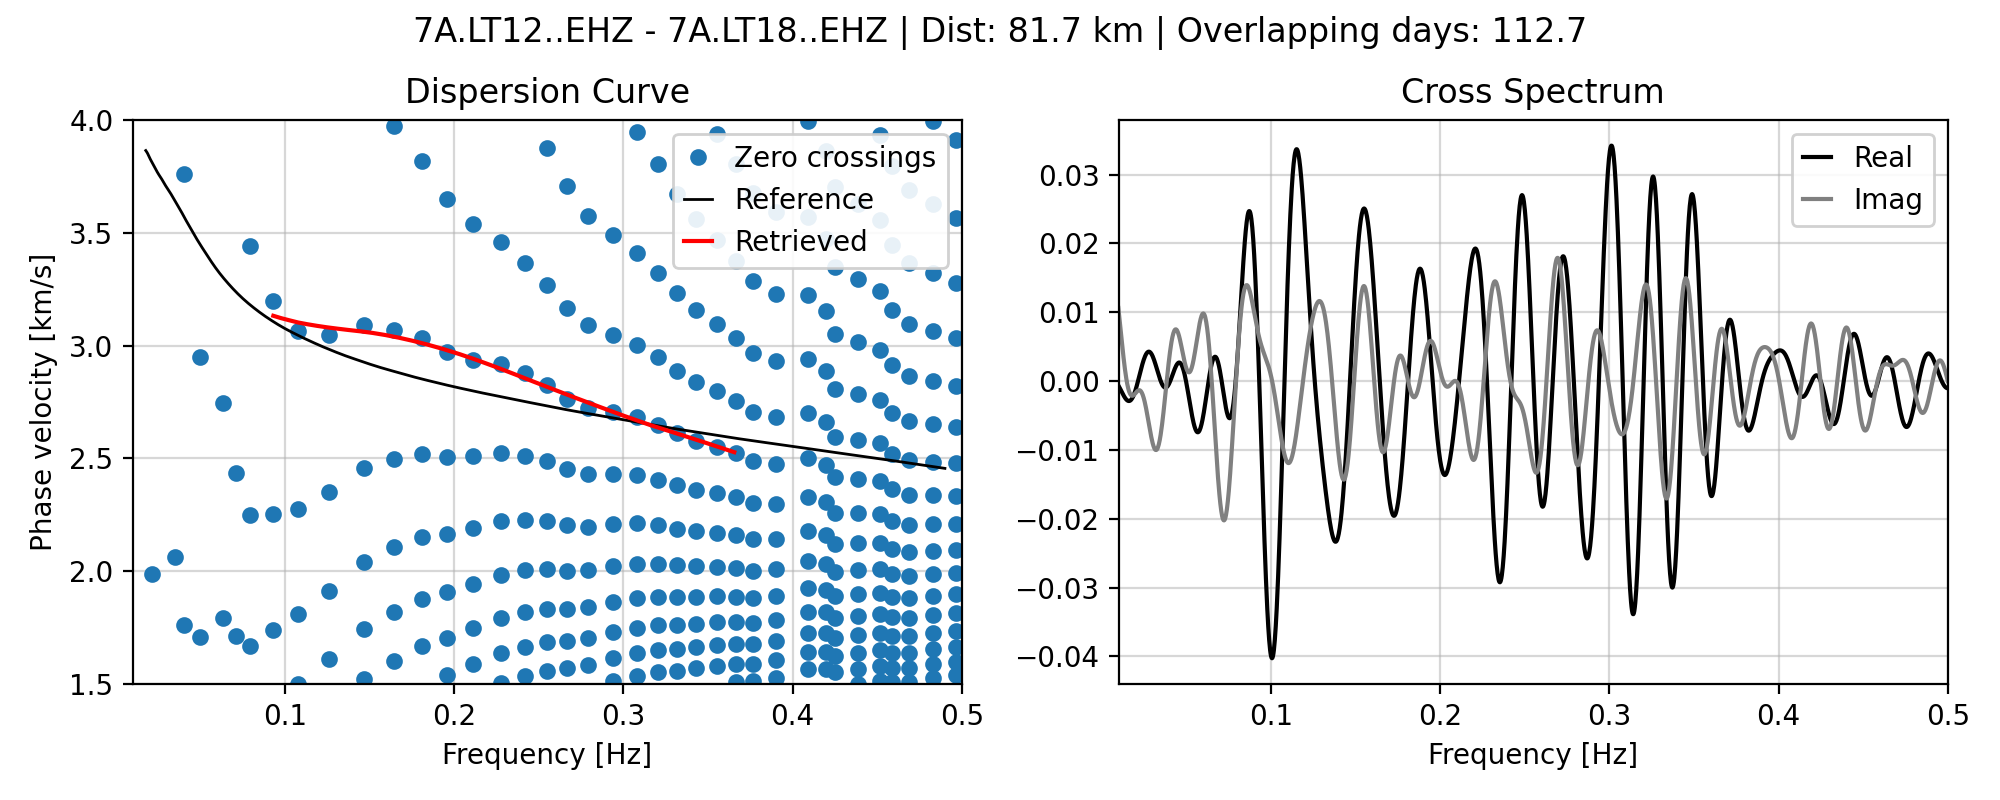 7A.LT12..EHZ - 7A.LT18..EHZ | Dist: 81.7 km | Overlapping days: 112.7
Dispersion Curve
4.0
3.5
3.0
2.5
2.0
1.5
Phase velocity [km/s]
0.1
0.2
0.3
0.4
0.5
Frequency [Hz]
Zero crossings
Reference
Retrieved
Cross Spectrum
0.03
0.02
0.01
0.00
−0.01
−0.02
−0.03
−0.04
0.1
0.2
0.3
0.4
0.5
Frequency [Hz]
Real
Imag